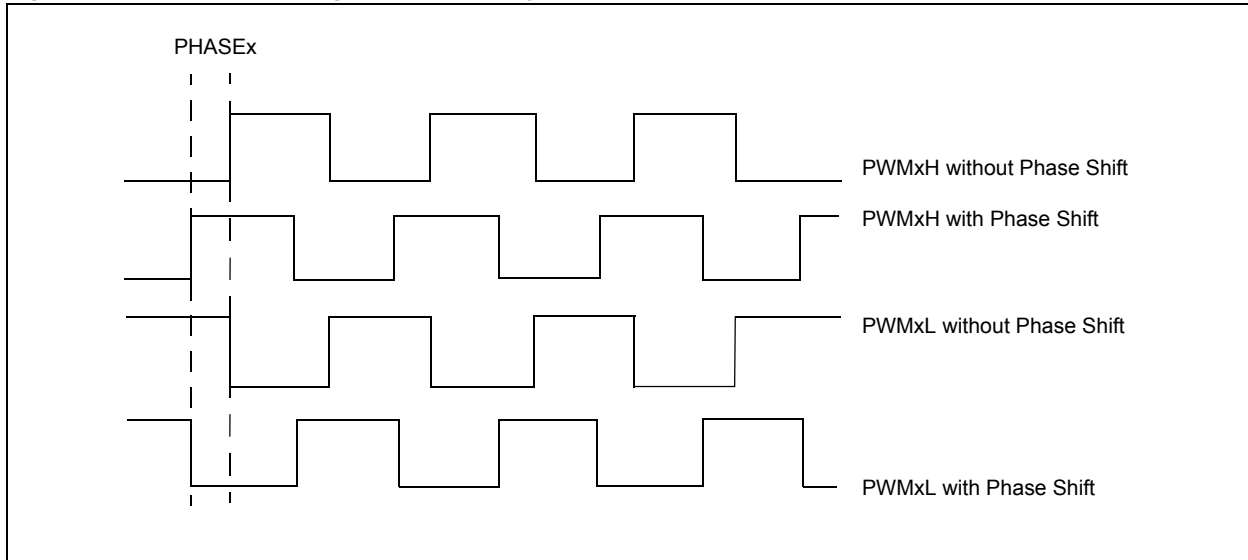 PHASEx
PWMxH without Phase Shift
PWMxH with Phase Shift
PWMxL without Phase Shift
PWMxL with Phase Shift